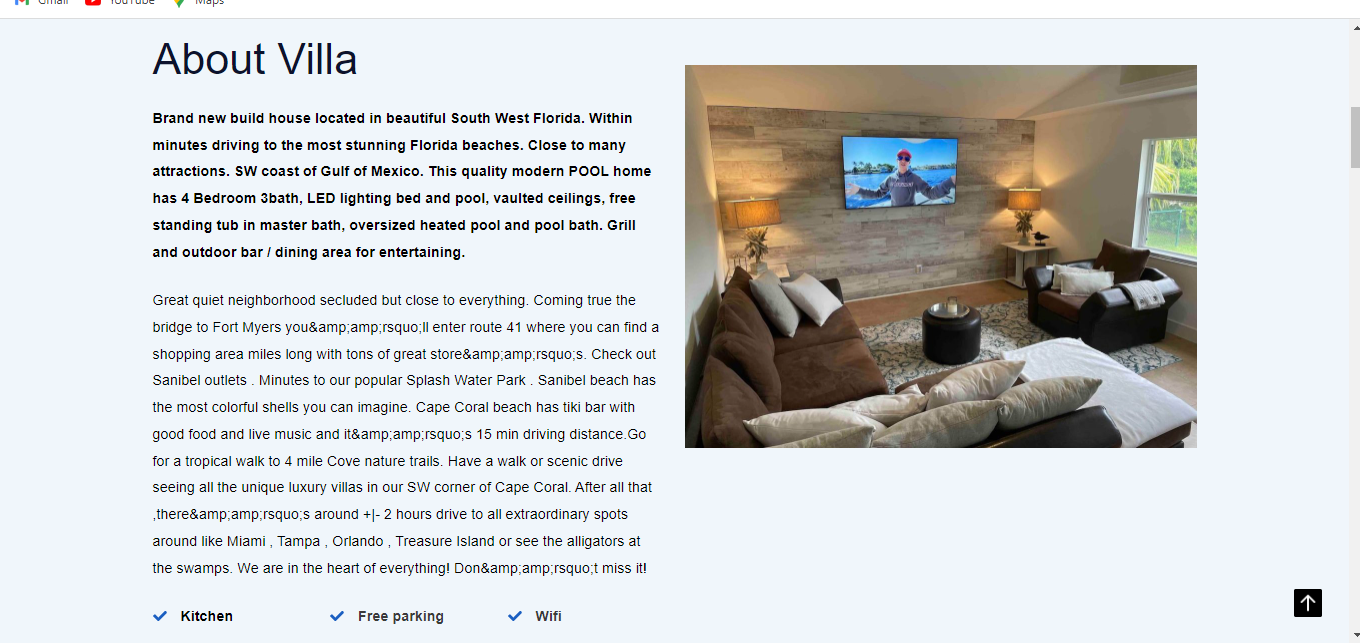 Gmail YouTube Maps
About Villa
Brand new build house located in beautiful South West Florida. Within
minutes driving to the most stunning Florida beaches. Close to many
attractions. SW coast of Gulf of Mexico. This quality modern POOL home
has 4 Bedroom 3bath, LED lighting bed and pool, vaulted ceilings, free
standing tub in master bath, oversized heated pool and pool bath. Grill
and outdoor bar / dining area for entertaining.
Great quiet neighborhood secluded but close to everything. Coming true the
bridge to Fort Myers you&amp;amp;rsquo;ll enter route 41 where you can find a
shopping area miles long with tons of great store&amp;amp;rsquo;s. Check out
Sanibel outlets . Minutes to our popular Splash Water Park . Sanibel beach has
the most colorful shells you can imagine. Cape Coral beach has tiki bar with
good food and live music and it&amp;amp;rsquo;s 15 min driving distance.Go
for a tropical walk to 4 mile Cove nature trails. Have a walk or scenic drive
seeing all the unique luxury villas in our SW corner of Cape Coral. After all that
,there&amp;amp;rsquo;s around +|- 2 hours drive to all extraordinary spots
around like Miami , Tampa , Orlando , Treasure Island or see the alligators at
the swamps. We are in the heart of everything! Don&amp;amp;rsquo;t miss it!
Kitchen Free parking Wifi